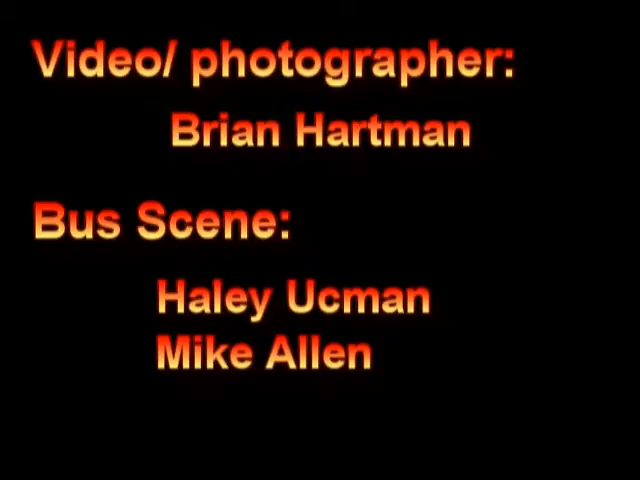 Video/ photographer:
Brian Hartman
Bus Scene:
Haley Ucman
Mike Allen